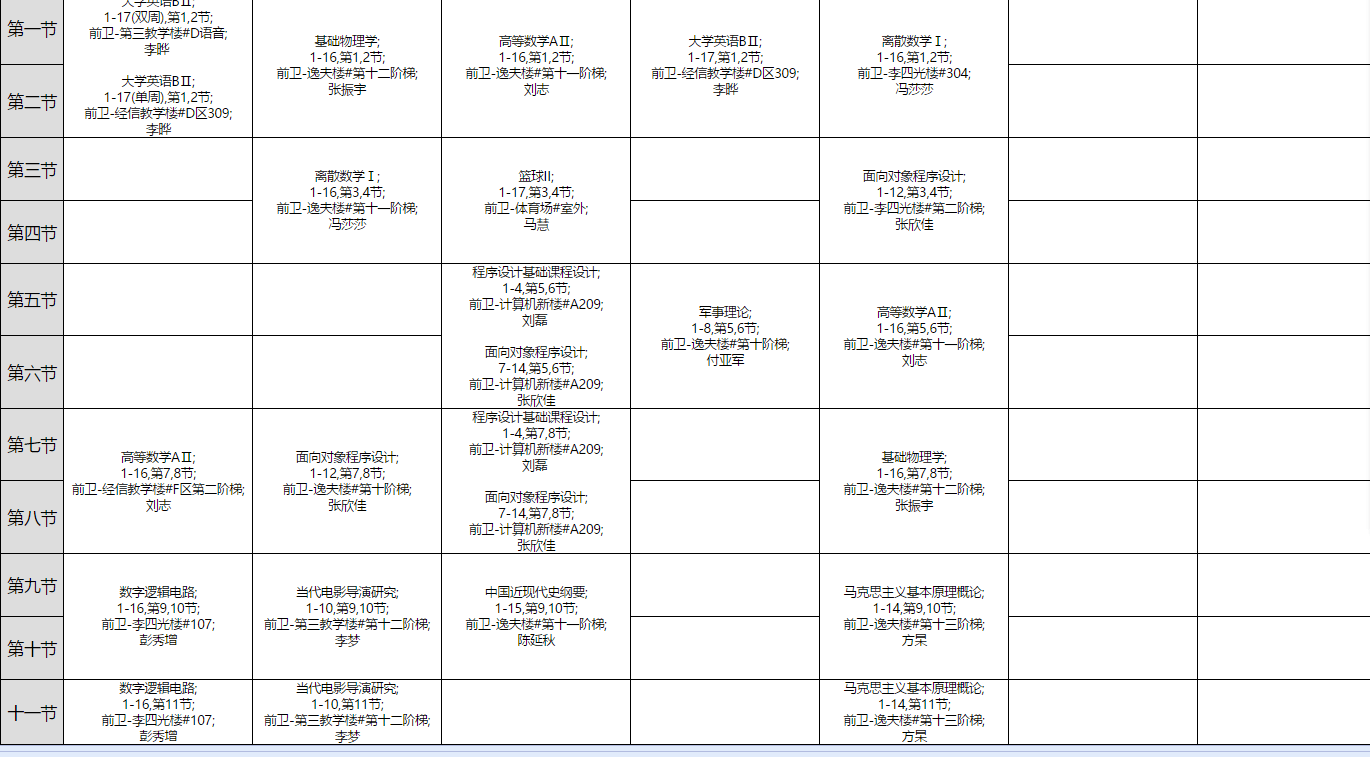 第一节
大学英语BⅡ;
1-17(双周),第1,2节;
前卫-第三教学楼#D语音;
李晔
大学英语BⅡ;
1-17(单周),第1,2节;
前卫-经信教学楼#D区309;
李晔
基础物理学;
1-16,第1,2节;
前卫-逸夫楼#第十二阶梯;
张振宇
高等数学AⅡ;
1-16,第1,2节;
前卫-逸夫楼#第十一阶梯;
刘志
大学英语BⅡ;
1-17,第1,2节;
前卫-经信教学楼#D区309;
李晔
离散数学Ⅰ;
1-16,第1,2节;
前卫-李四光楼#304;
冯莎莎
第二节
第三节
离散数学Ⅰ;
1-16,第3,4节;
前卫-逸夫楼#第十一阶梯;
冯莎莎
篮球II;
1-17,第3,4节;
前卫-体育场#室外;
马慧
面向对象程序设计;
1-12,第3,4节;
前卫-李四光楼#第二阶梯;
张欣佳
第四节
第五节
程序设计基础课程设计;
1-4,第5,6节;
前卫-计算机新楼#A209;
刘磊
面向对象程序设计;
7-14,第5,6节;
前卫-计算机新楼#A209;
张欣佳
军事理论;
1-8,第5,6节;
前卫-逸夫楼#第十阶梯;
付亚军
高等数学AⅡ;
1-16,第5,6节;
前卫-逸夫楼#第十一阶梯;
刘志
第六节
第七节
高等数学AⅡ;
1-16,第7,8节;
前卫-经信教学楼#F区第二阶梯;
刘志
面向对象程序设计;
1-12,第7,8节;
前卫-逸夫楼#第十阶梯;
张欣佳
程序设计基础课程设计;
1-4,第7,8节;
前卫-计算机新楼#A209;
刘磊
面向对象程序设计;
7-14,第7,8节;
前卫-计算机新楼#A209;
张欣佳
基础物理学;
1-16,第7,8节;
前卫-逸夫楼#第十二阶梯;
张振宇
第八节
第九节
数字逻辑电路;
1-16,第9,10节;
前卫-李四光楼#107;
彭秀增
当代电影导演研究;
1-10,第9,10节;
前卫-第三教学楼#第十二阶梯;
李梦
中国近现代史纲要;
1-15,第9,10节;
前卫-逸夫楼#第十一阶梯;
陈延秋
马克思主义基本原理概论;
1-14,第9,10节;
前卫-逸夫楼#第十三阶梯;
方杲
第十节
十一节
数字逻辑电路;
1-16,第11节;
前卫-李四光楼#107;
彭秀增
当代电影导演研究;
1-10,第11节;
前卫-第三教学楼#第十二阶梯;
李梦
马克思主义基本原理概论;
1-14,第11节;
前卫-逸夫楼#第十三阶梯;
方杲